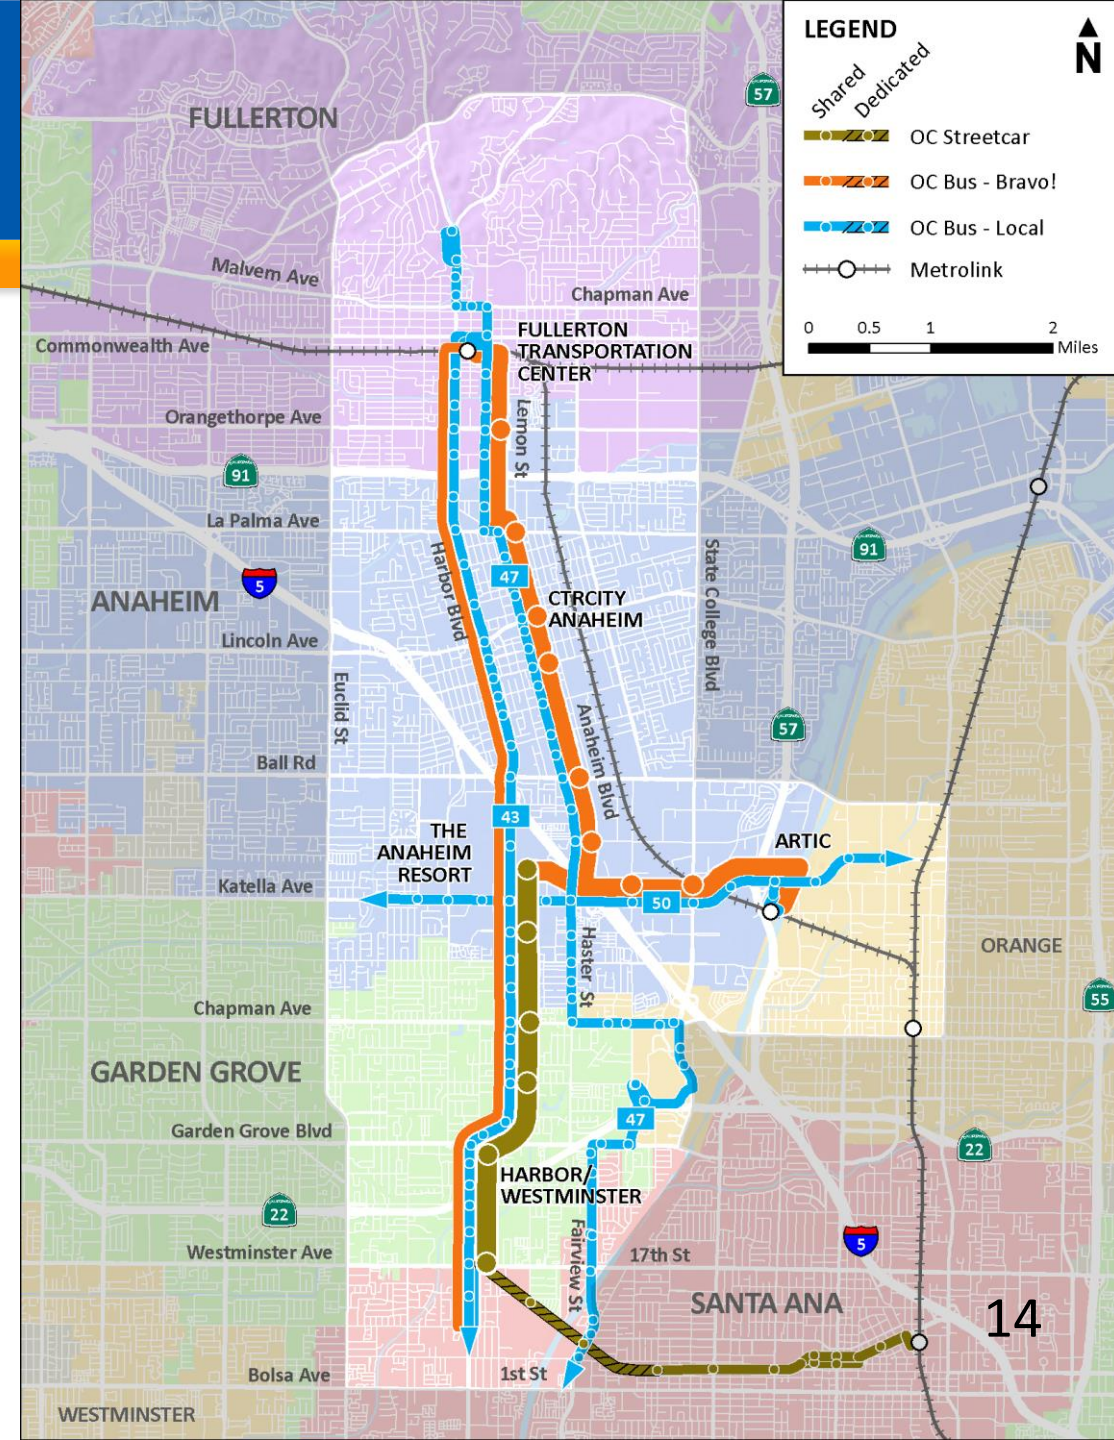 LEGEND
N
Shared
Dedicated
OC Streetcar
OC Bus - Bravo!
OC Bus - Local
Metrolink
0 0.5 1 2
Miles
57
FULLERTON
Malvern Ave
Chapman Ave
Commonwealth Ave
FULLERTON
TRANSPORTATION
CENTER
Orangethorpe Ave
Lemon St
91
La Palma Ave
Harbor Blvd
State College Blvd
91
5
47
ANAHEIM
CTRCITY
ANAHEIM
Lincoln Ave
Euclid St
Anaheim Blvd
57
Ball Rd
43
THE
ANAHEIM
RESORT
ARTIC
Katella Ave
50
Haster St
ORANGE
55
Chapman Ave
GARDEN GROVE
47
Garden Grove Blvd
22
HARBOR/
WESTMINSTER
22
Fairview St
5
Westminster Ave
17th St
SANTA ANA
14
Bolsa Ave
1st St
WESTMINSTER